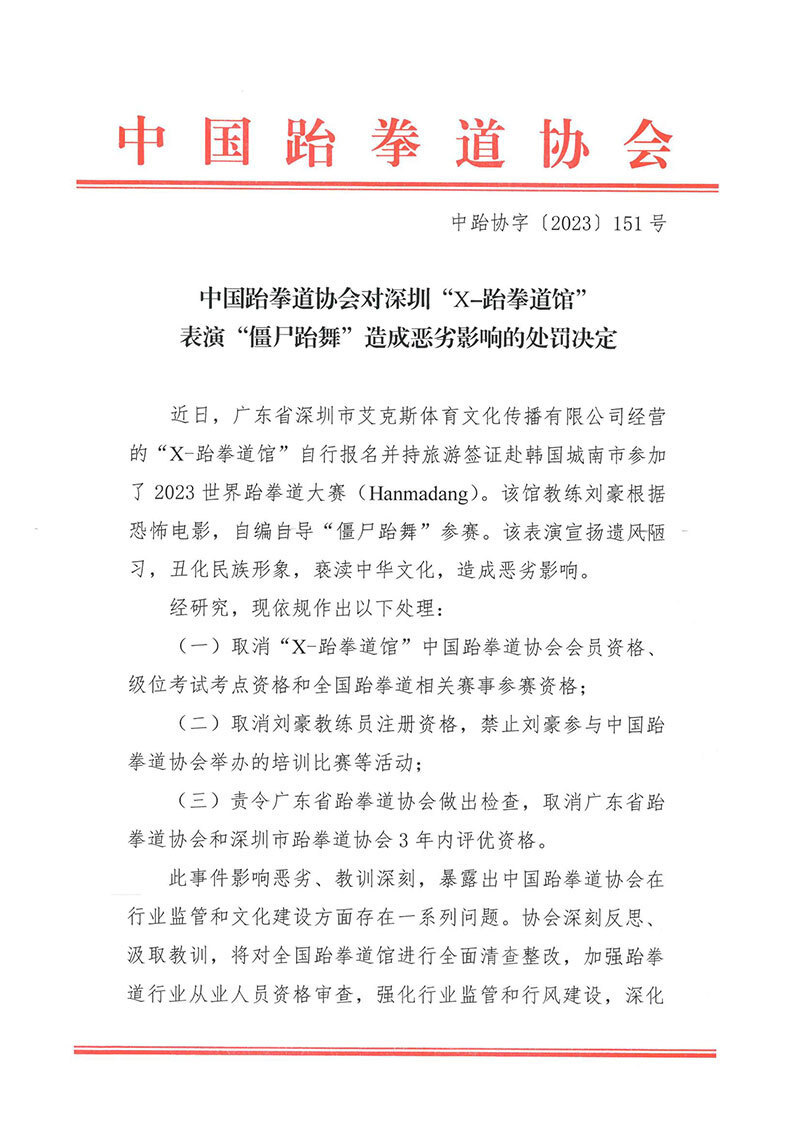 中国跆拳道协会
中跆协字〔2023〕151号
中国跆拳道协会对深圳“X-跆拳道馆”
表演“僵尸跆舞”造成恶劣影响的处罚决定
近日，广东省深圳市艾克斯体育文化传播有限公司经营
的“X-跆拳道馆”自行报名并持旅游签证赴韩国城南市参加
了2023世界跆拳道大赛（Hanmadang）。该馆教练刘豪根据
恐怖电影，自编自导“僵尸跆舞”参赛。该表演宣扬遗风陋
习，丑化民族形象，亵渎中华文化，造成恶劣影响。
经研究，现依规作出以下处理：
（一）取消“X-跆拳道馆”中国跆拳道协会会员资格、
级位考试考点资格和全国跆拳道相关赛事参赛资格；
（二）取消刘豪教练员注册资格，禁止刘豪参与中国跆
拳道协会举办的培训比赛等活动；
（三）责令广东省跆拳道协会做出检查，取消广东省跆
拳道协会和深圳市跆拳道协会3年内评优资格。
此事件影响恶劣、教训深刻，暴露出中国跆拳道协会在
行业监管和文化建设方面存在一系列问题。协会深刻反思、
汲取教训，将对全国跆拳道馆进行全面清查整改，加强跆拳
道行业从业人员资格审查，强化行业监管和行风建设，深化